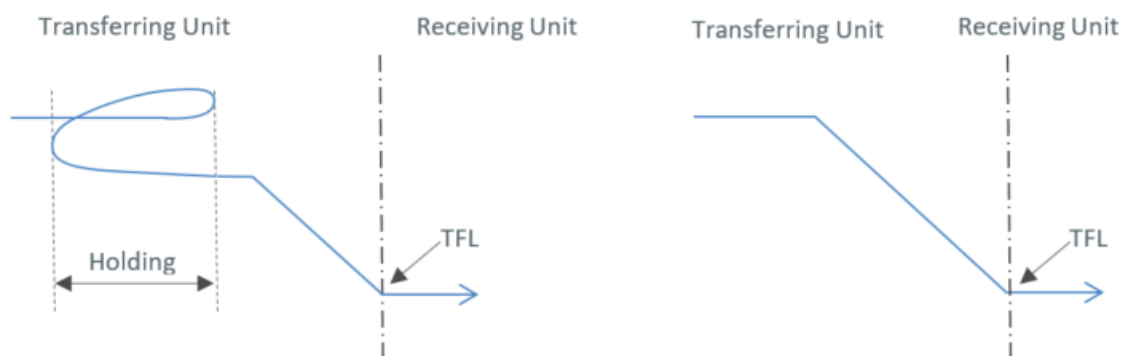 Transferring Unit
Receiving Unit
TFL
Holding
Transferring Unit
Receiving Unit
TFL